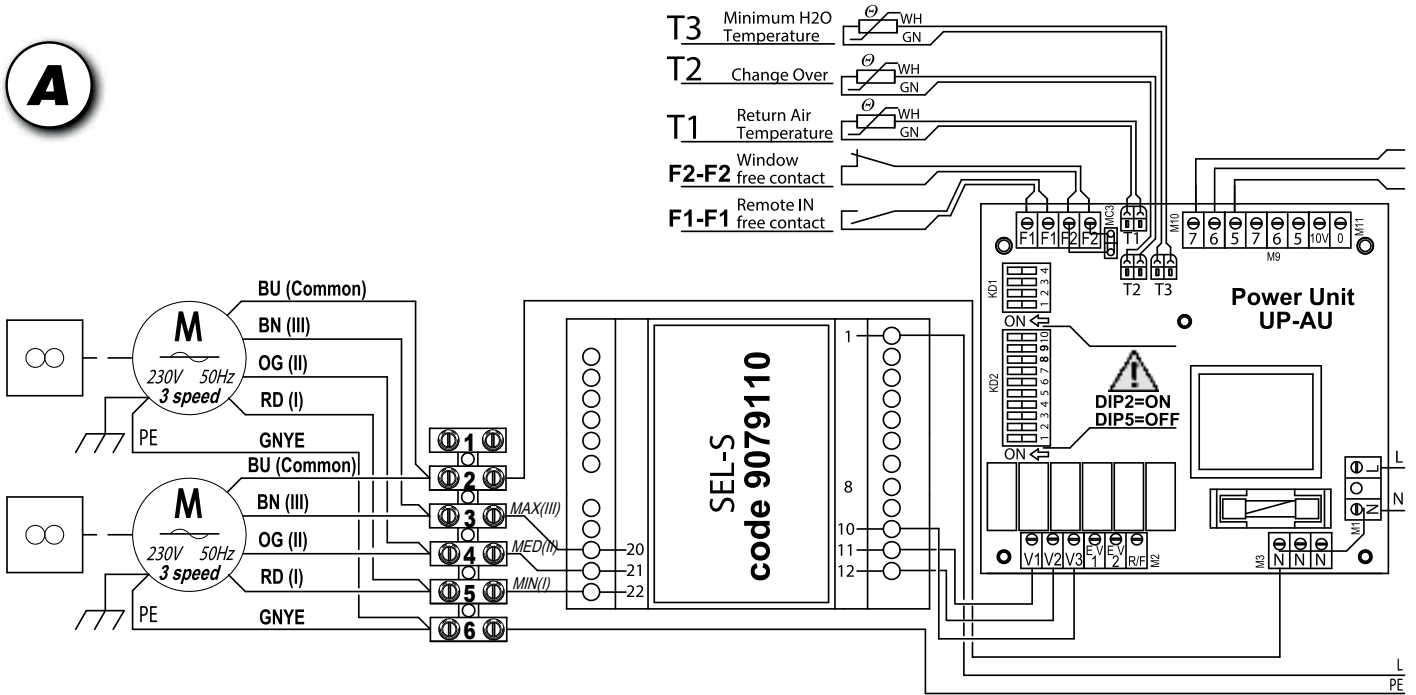 A
T3 Minimum H2O
Temperature
Θ WH
GN
T2 Change Over
Θ WH
GN
T1 Return Air
Temperature
Θ WH
GN
F2-F2 Window
free contact
F1-F1 Remote IN
free contact
F1 F1 F2 F2
MC3
T1
T2 T3
M10
7 6 5 7 6 5 10V 0
M9
M11
Power Unit
UP-AU
KD1
1 2 3 4
ON
KD2
1 2 3 4 5 6 7 8 9 10
ON
DIP2=ON
DIP5=OFF
L
N
L
N
M1
V1 V2 V3 EV1 EV2 R/F
M2
M3
N N N
BU (Common)
BN (III)
OG (II)
RD (I)
GNYE
M
230V 50Hz
3 speed
PE
BU (Common)
BN (III)
OG (II)
RD (I)
GNYE
M
230V 50Hz
3 speed
PE
1
2
3
4
5
6
MAX(III)
MED(II)
MIN(I)
20
21
22
SEL-S
code 9079110
1
8
10
11
12
L
PE